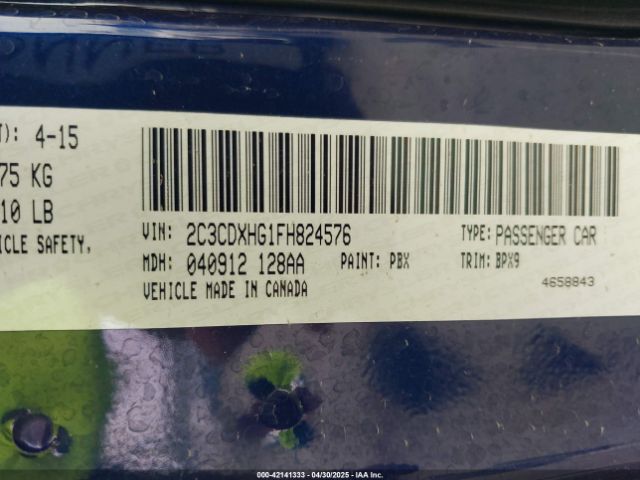 T): 4-15
75 KG
10 LB
ICLE SAFETY,
VIN: 2C3CDXHG1FH824576
TYPE: PASSENGER CAR
MDH: 040912 128AA
PAINT: PBX
TRIM: BPX9
VEHICLE MADE IN CANADA
4658843
000-42141333 - 04/30/2025 - IAA Inc.